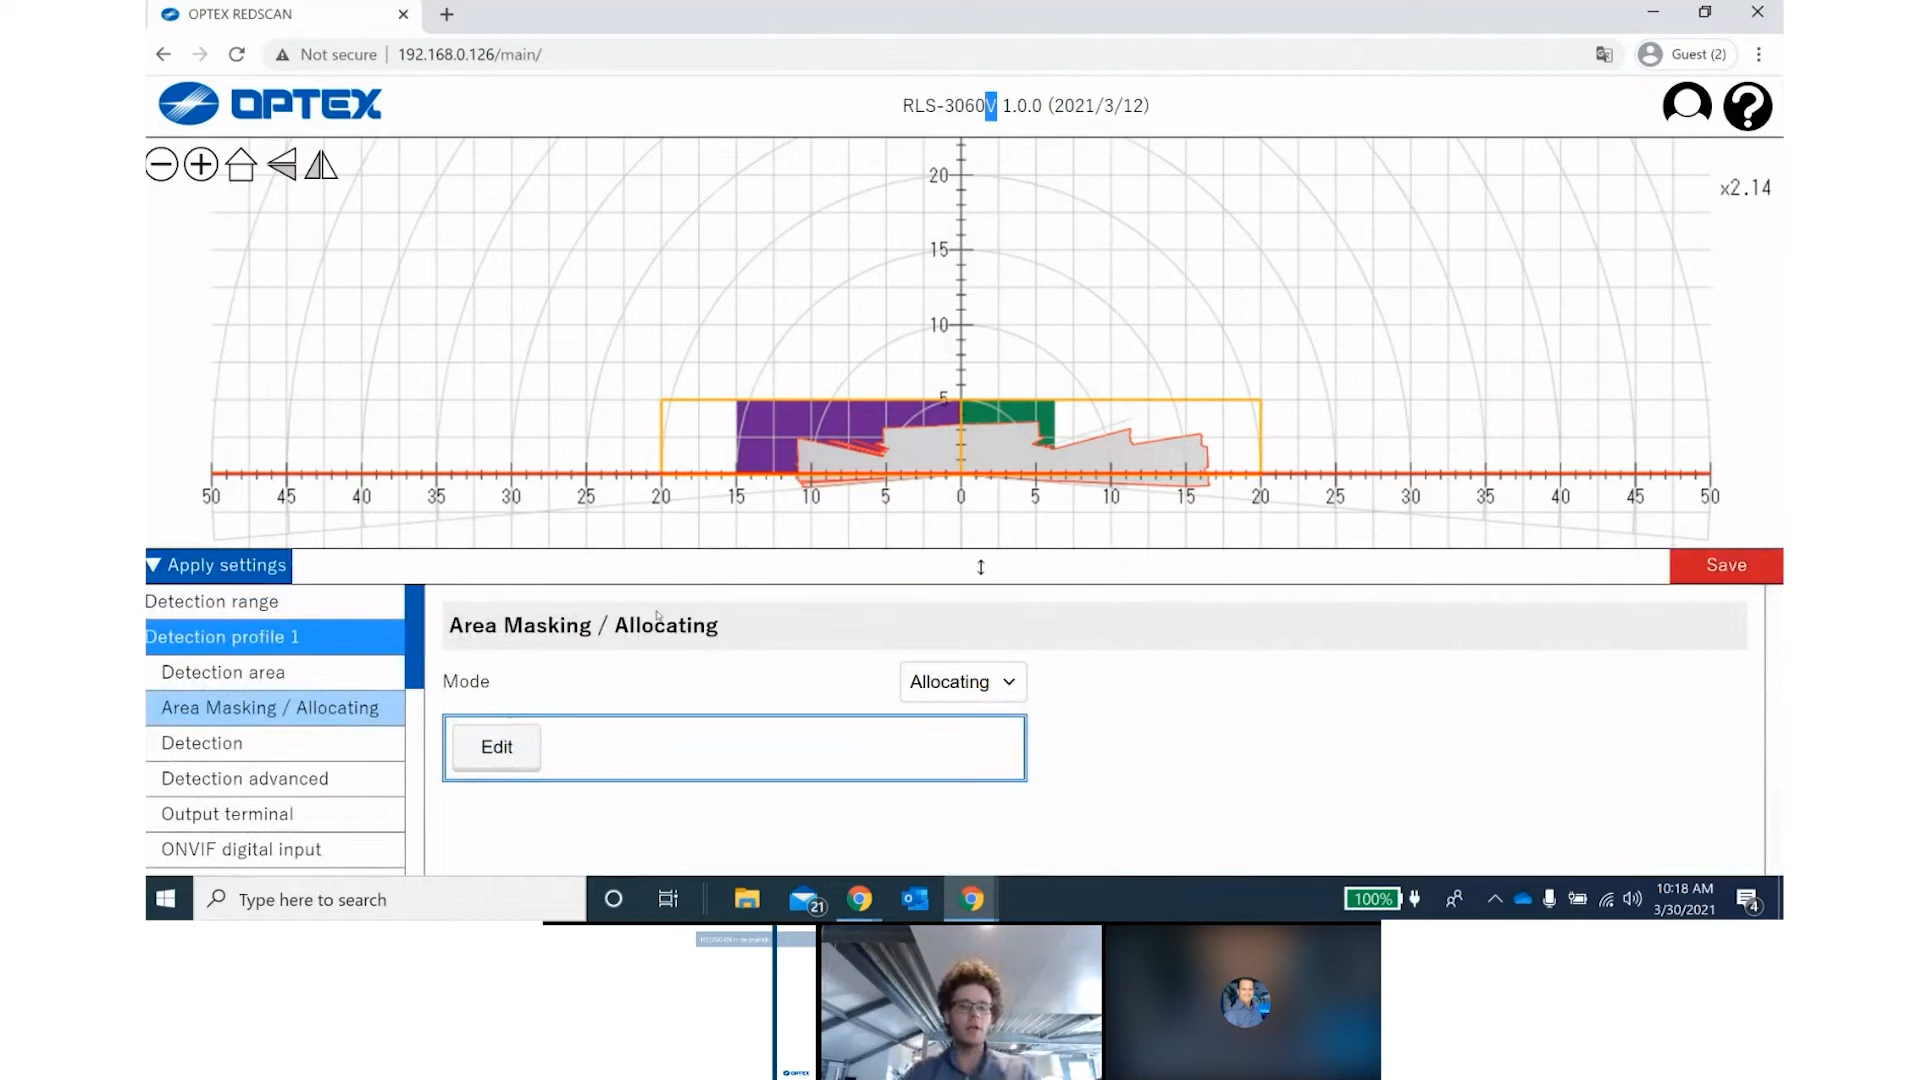 OPTEX REDSCAN
Not secure | 192.168.0.126/main/
Guest (2)
OPTEX
RLS-3060V 1.0.0 (2021/3/12)
x2.14
20
15
10
5
50 45 40 35 30 25 20 15 10 5 0 5 10 15 20 25 30 35 40 45 50
Apply settings
Save
Detection range
Detection profile 1
Detection area
Area Masking / Allocating
Detection
Detection advanced
Output terminal
ONVIF digital input
Area Masking / Allocating
Mode
Allocating
Edit
Type here to search
21
100%
10:18 AM
3/30/2021
4
OPTEX